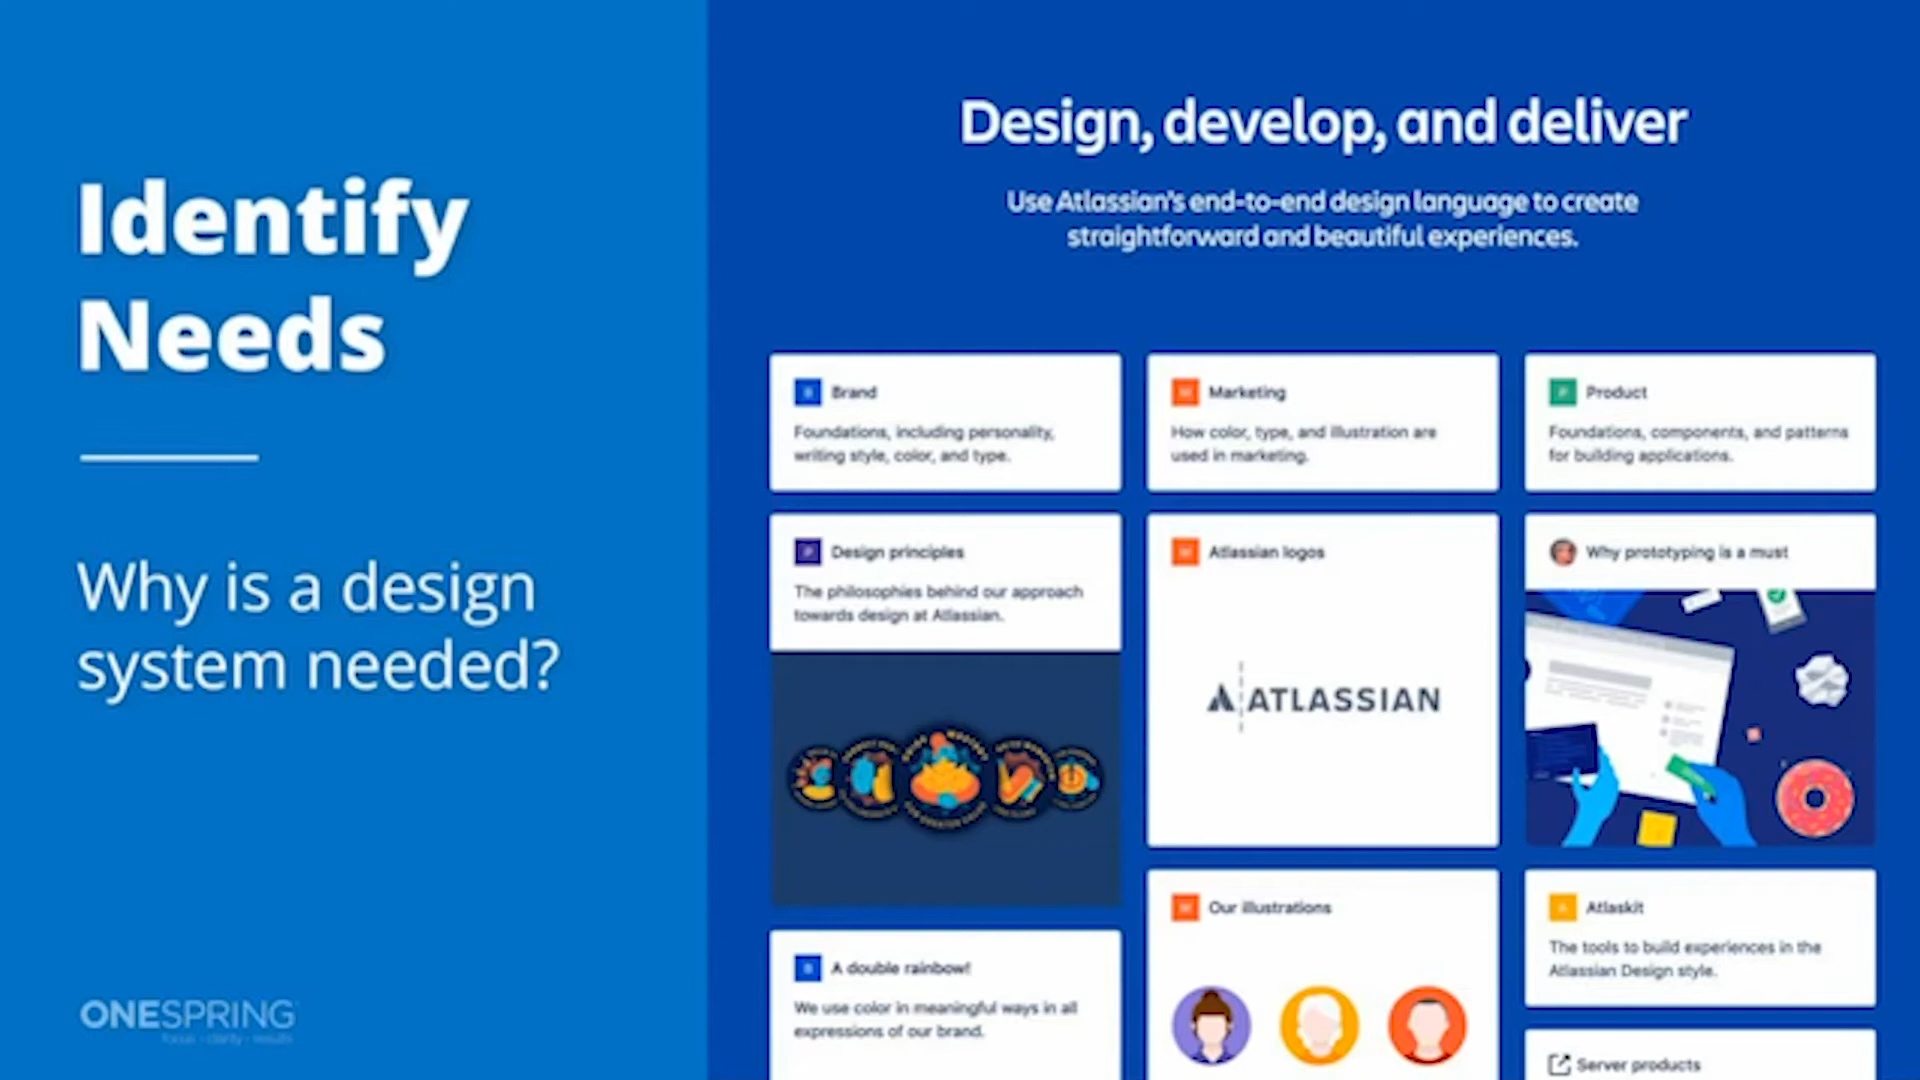 Identify
Needs
Why is a design
system needed?
ONESPRING
focus - clarity - results
Design, develop, and deliver
Use Atlassian's end-to-end design language to create
straightforward and beautiful experiences.
Brand
Foundations, including personality,
writing style, color, and type.
Marketing
How color, type, and illustration are
used in marketing.
Product
Foundations, components, and patterns
for building applications.
Design principles
The philosophies behind our approach
towards design at Atlassian.
Atlassian logos
ATLASSIAN
Why prototyping is a must
A double rainbow!
We use color in meaningful ways in all
expressions of our brand.
Our illustrations
Atlaskit
The tools to build experiences in the
Atlassian Design style.
Server products